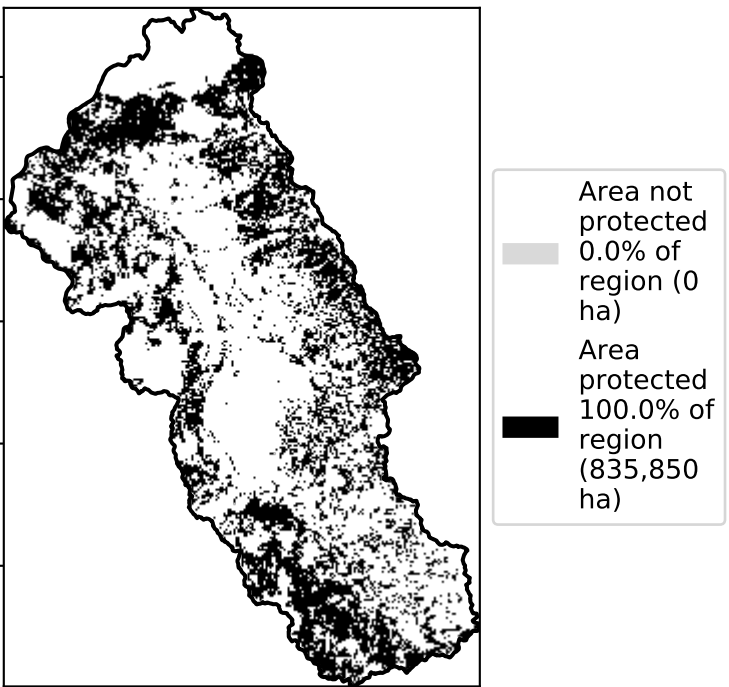 Area not
protected
0.0% of
region (0
ha)
Area
protected
100.0% of
region
(835,850
ha)